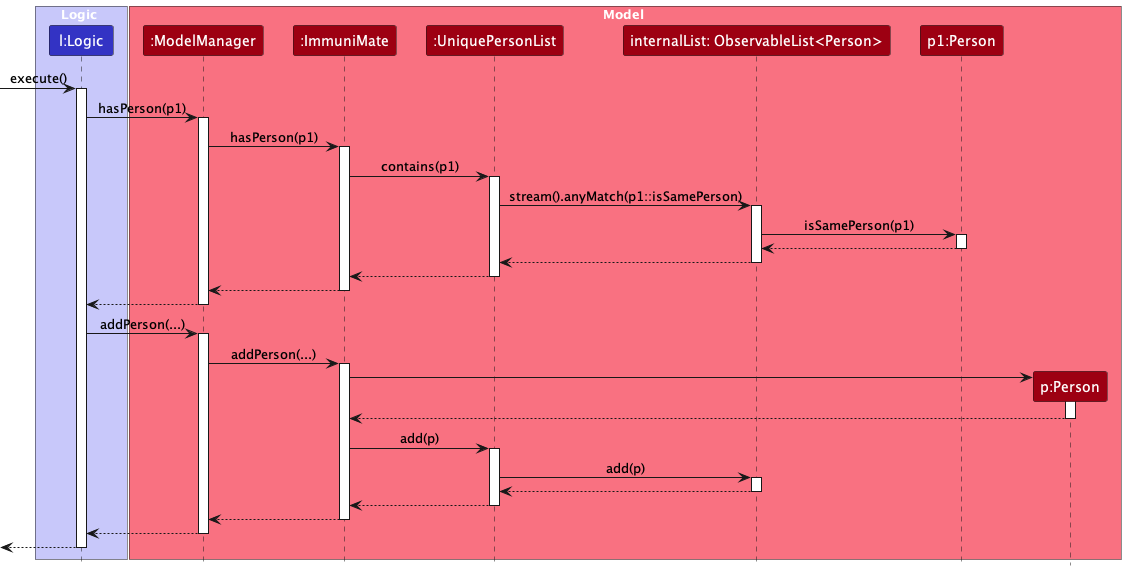 Logic
Model
l:Logic
:ModelManager
:ImmuniMate
:UniquePersonList
internalList: ObservableList<Person>
p1:Person
execute()
hasPerson(p1)
hasPerson(p1)
contains(p1)
stream().anyMatch(p1::isSamePerson)
isSamePerson(p1)
addPerson(...)
addPerson(...)
p:Person
add(p)
add(p)